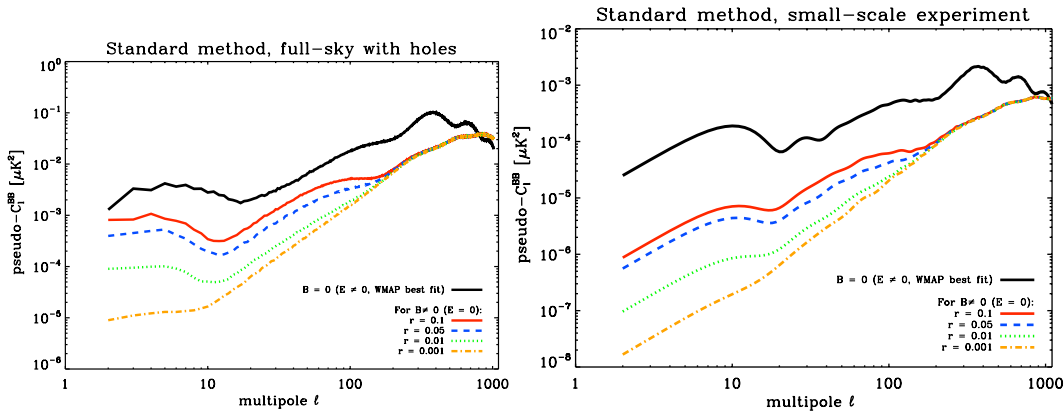 Standard method, full-sky with holes
pseudo-C_l^BB [μK²]
10^0
10^-1
10^-2
10^-3
10^-4
10^-5
10^-6
B = 0 (E ≠ 0, WMAP best fit)
For B≠ 0 (E = 0):
r = 0.1
r = 0.05
r = 0.01
r = 0.001
1 10 100 1000
multipole ℓ
Standard method, small-scale experiment
pseudo-C_l^BB [μK²]
10^-2
10^-3
10^-4
10^-5
10^-6
10^-7
10^-8
B = 0 (E ≠ 0, WMAP best fit)
For B≠ 0 (E = 0):
r = 0.1
r = 0.05
r = 0.01
r = 0.001
1 10 100 1000
multipole ℓ